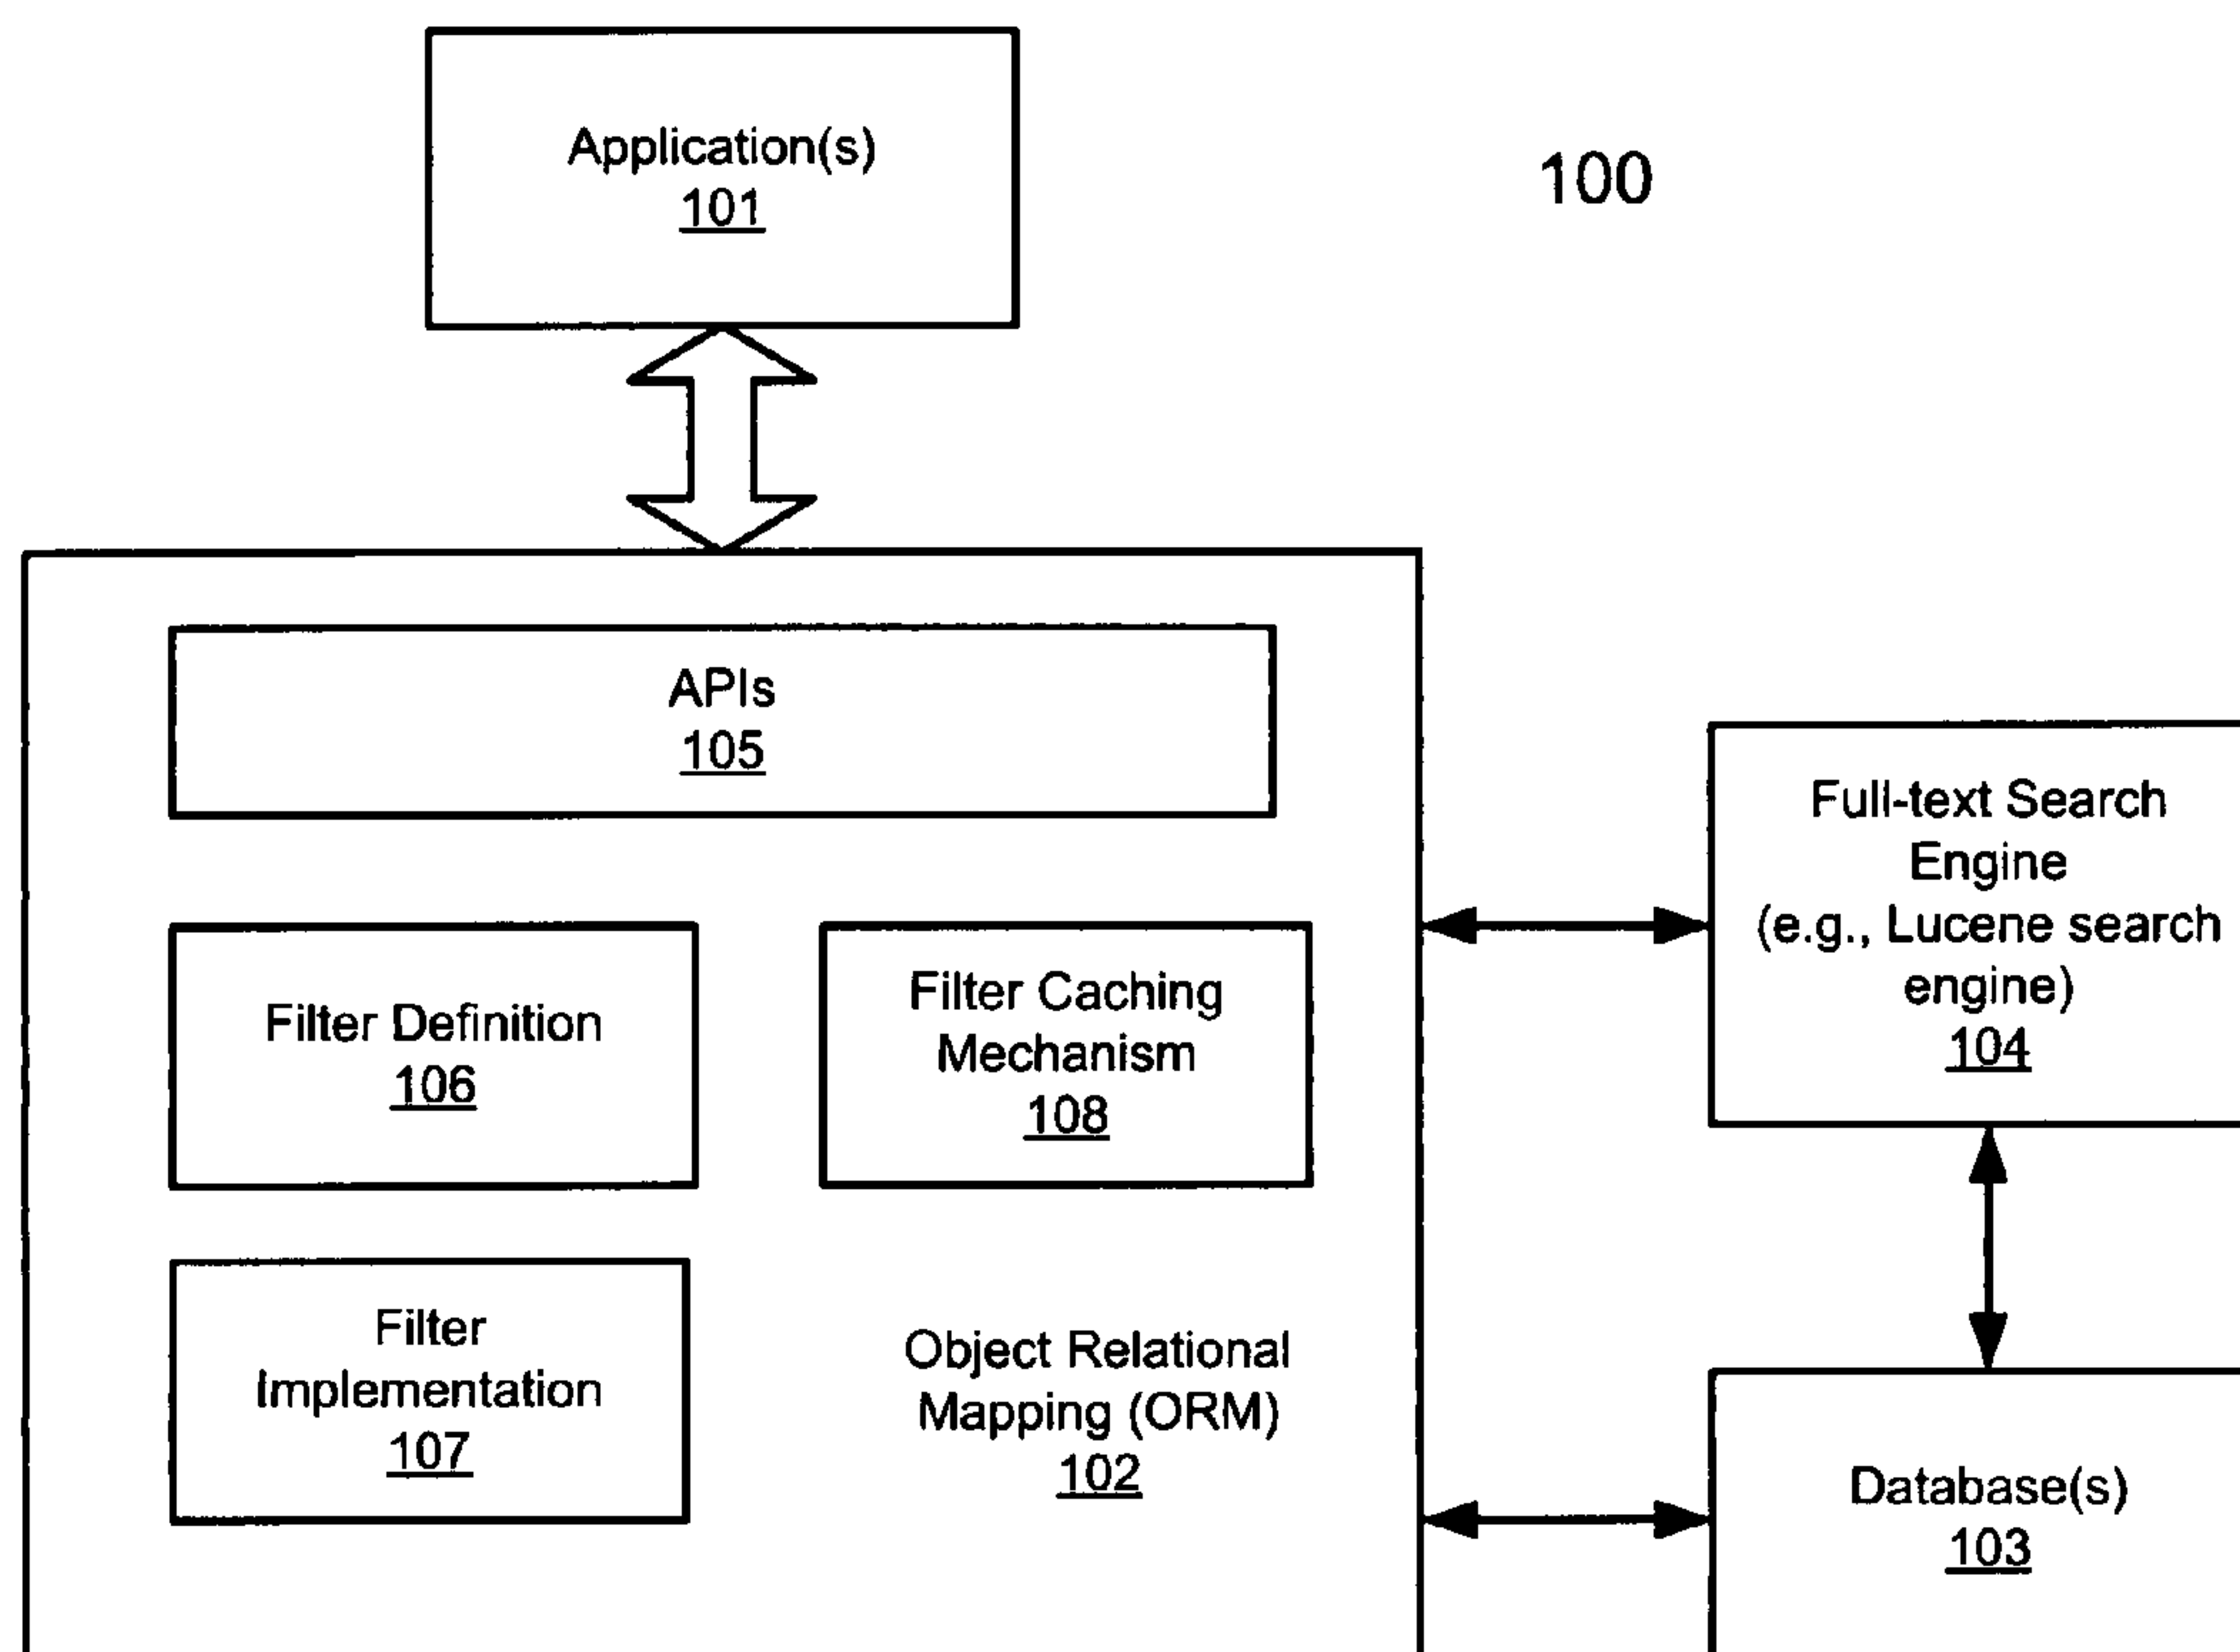 Application(s)
101
100
APIs
105
Full-text Search
Engine
(e.g., Lucene search
engine)
104
Filter Definition
106
Filter Caching
Mechanism
108
Filter
Implementation
107
Object Relational
Mapping (ORM)
102
Database(s)
103